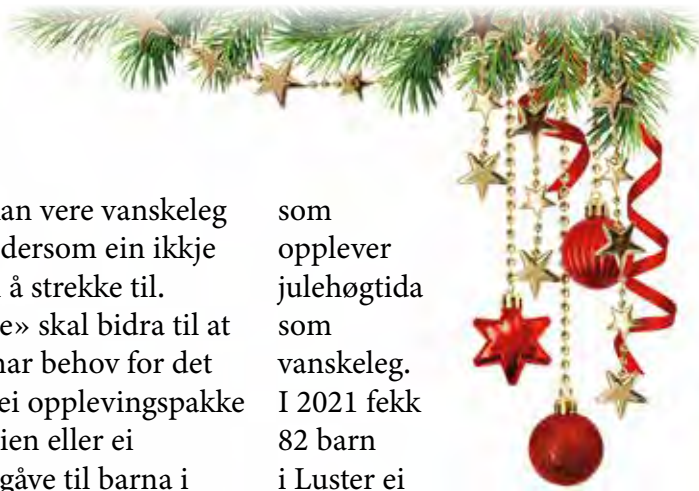 an vere vanskeleg
dersom ein ikkje
å strekke til.
e» skal bidra til at
har behov for det
ei opplevingspakke
ien eller ei
gåve til barna i
som
opplever
julehøgtida
som
vanskeleg.
I 2021 fekk
82 barn
i Luster ei